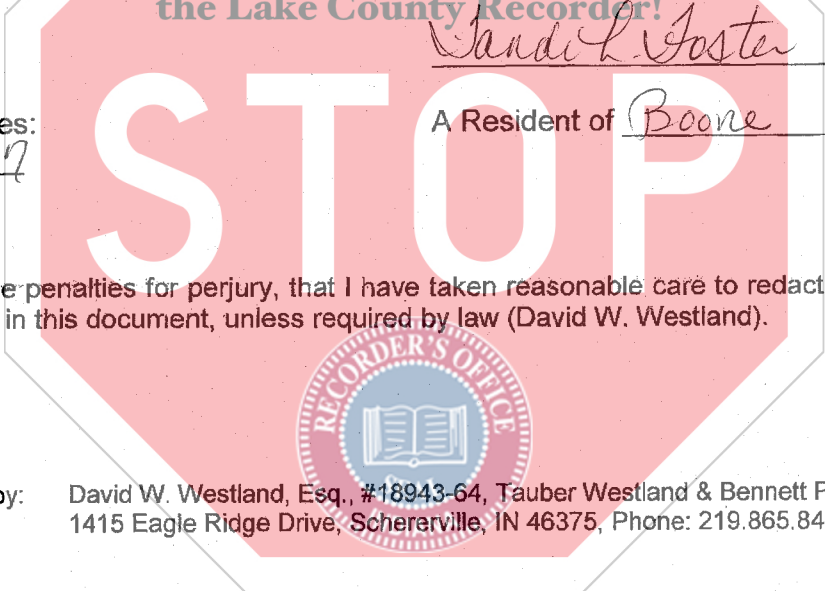 the Lake County Recorder!
Sandi L. Foster
STOP
es:
A Resident of Boone
e penalties for perjury, that I have taken reasonable care to redact
in this document, unless required by law (David W. Westland).
RECORDER'S OFFICE
SEAL
INDIANA
by: David W. Westland, Esq., #18943-64, Tauber Westland & Bennett P
1415 Eagle Ridge Drive, Schererville, IN 46375, Phone: 219.865.84